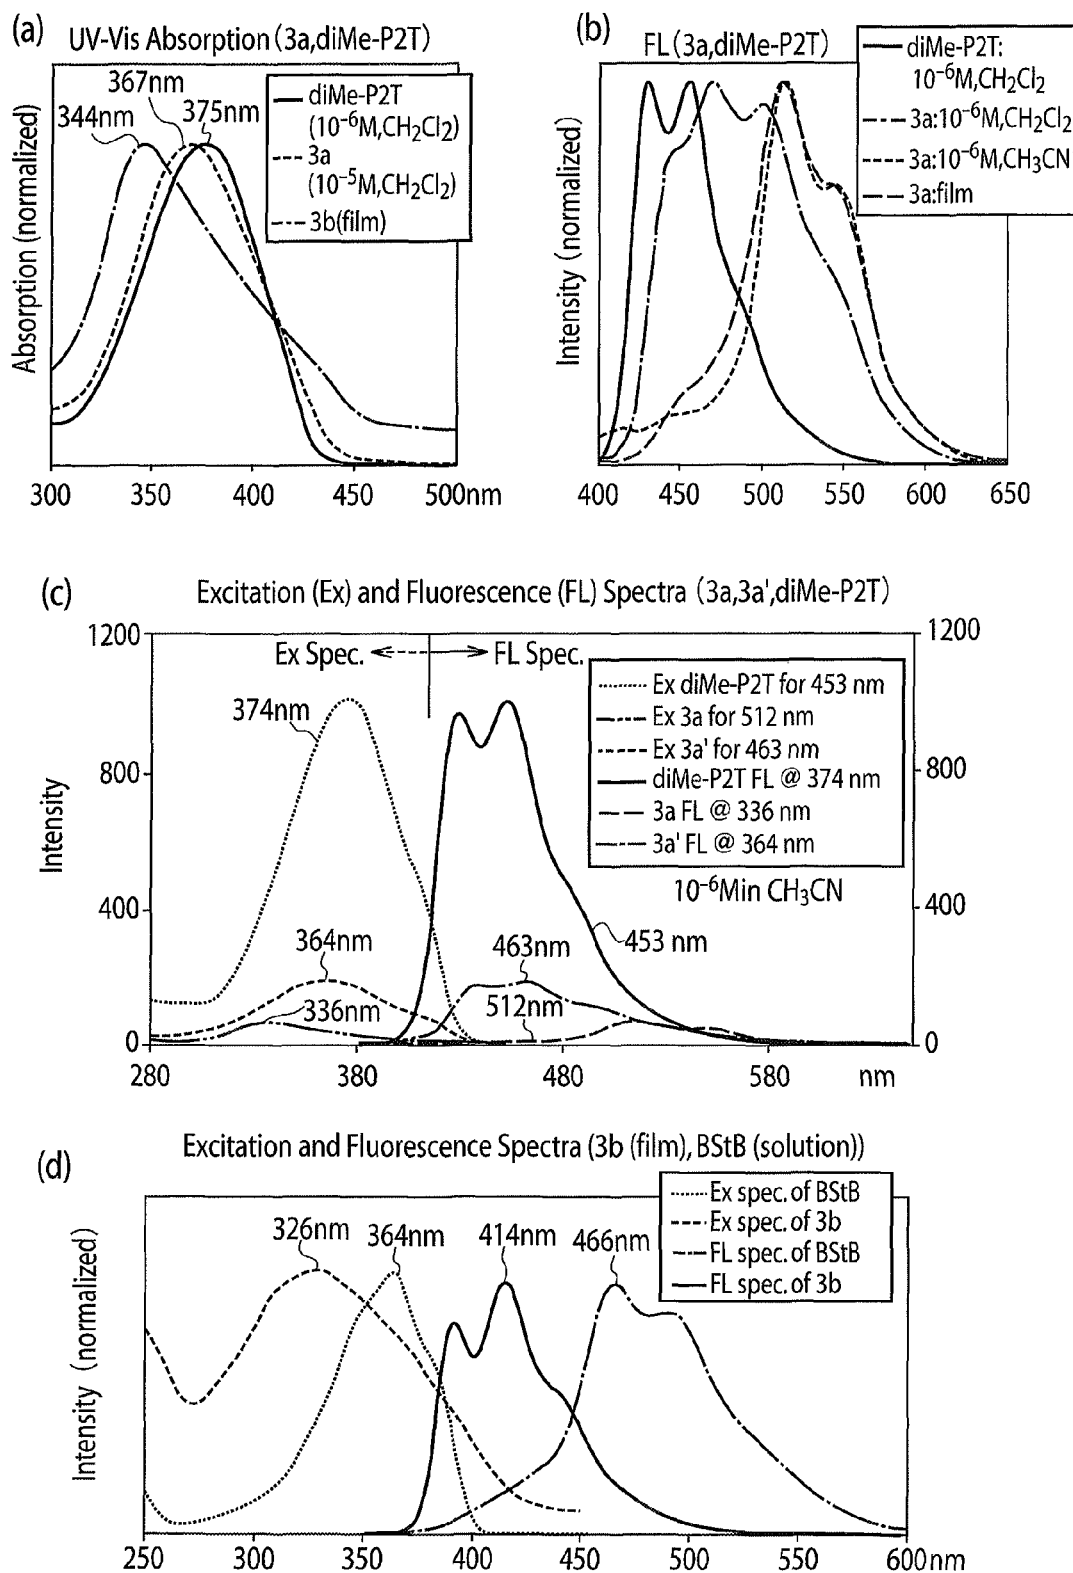 (a)
UV-Vis Absorption (3a,diMe-P2T)
367nm
344nm
375nm
diMe-P2T
(10⁻⁶M,CH₂Cl₂)
3a
(10⁻⁵M,CH₂Cl₂)
3b(film)
Absorption (normalized)
300 350 400 450 500nm
(b)
FL (3a,diMe-P2T)
diMe-P2T:
10⁻⁶M,CH₂Cl₂
3a:10⁻⁶M,CH₂Cl₂
3a:10⁻⁶M,CH₃CN
3a:film
Intensity (normalized)
400 450 500 550 600 650
(c)
Excitation (Ex) and Fluorescence (FL) Spectra (3a,3a',diMe-P2T)
1200 1200
Ex Spec. FL Spec.
Ex diMe-P2T for 453 nm
Ex 3a for 512 nm
Ex 3a' for 463 nm
diMe-P2T FL @ 374 nm
3a FL @ 336 nm
3a' FL @ 364 nm
10⁻⁶Min CH₃CN
374nm
800 800
Intensity
400 400
364nm
463nm
453 nm
336nm
512nm
0 0
280 380 480 580 nm
(d)
Excitation and Fluorescence Spectra (3b (film), BStB (solution))
Ex spec. of BStB
Ex spec. of 3b
FL spec. of BStB
FL spec. of 3b
326nm
364nm
414nm
466nm
Intensity (normalized)
250 300 350 400 450 500 550 600nm